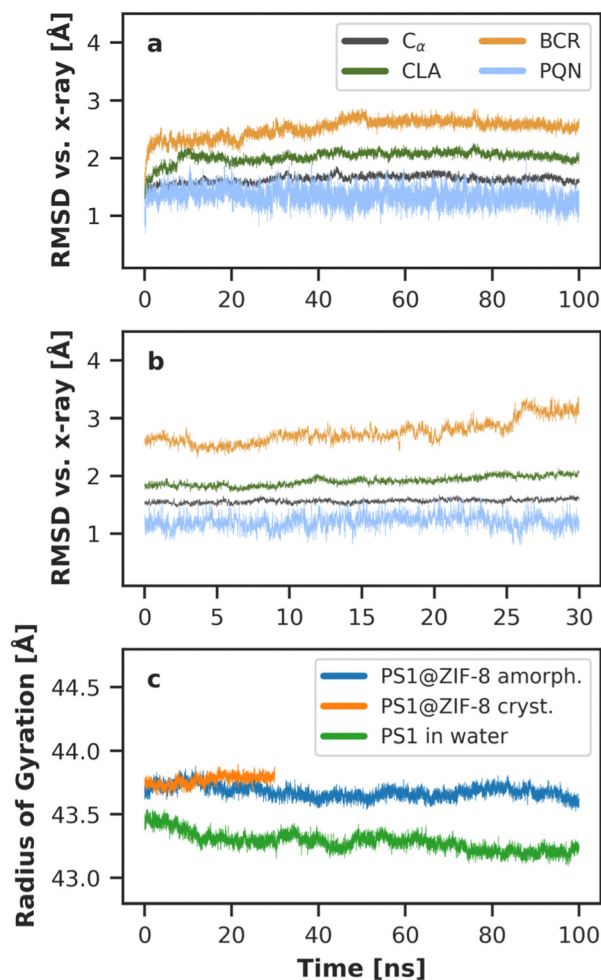 RMSD vs. x-ray [Å]
4
3
2
1
a
Cα BCR
CLA PQN
0 20 40 60 80 100
RMSD vs. x-ray [Å]
4
3
2
1
b
0 5 10 15 20 25 30
Radius of Gyration [Å]
44.5
44.0
43.5
43.0
c
PS1@ZIF-8 amorph.
PS1@ZIF-8 cryst.
PS1 in water
0 20 40 60 80 100
Time [ns]